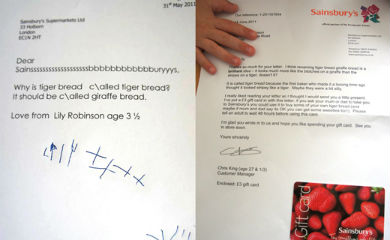 31st May 2011
Sainsbury's Supermarkets Ltd
33 Holborn
London
EC1N 2HT
Dear
Sainssssssssssssbbbbbbbbbbbburyyys,
Why is tiger bread c\alled tiger bread?
It should be c\alled giraffe bread.
Love from Lily Robinson age 3 ½
Sainsbury's
Our reference:
June 2011
so much for your letter. I think renaming tiger bread giraffe bread is a
brilliant idea - it looks much more like the blotches on a giraffe than the
stripes on a tiger, doesn't it?
It is called tiger bread because the first baker who made it a looong time ago
thought it looked stripey like a tiger. Maybe they were a bit silly.
I really liked reading your letter so I thought I would send you a little present.
I've put a £3 gift card in with this letter, if you ask your mum or dad to take you
to Sainsbury's you could use it to buy some of your own tiger bread (and
maybe if mum and dad say its OK you can get some sweeties too!). Please
tell an adult to wait 48 hours before using this card.
I'm glad you wrote in to us and hope you like spending your gift card. See you
in store soon.
Yours sincerely
Chris King (age 27 & 1/3)
Customer Manager
Enclosed: £3 gift card
Gift card
Sainsbury's